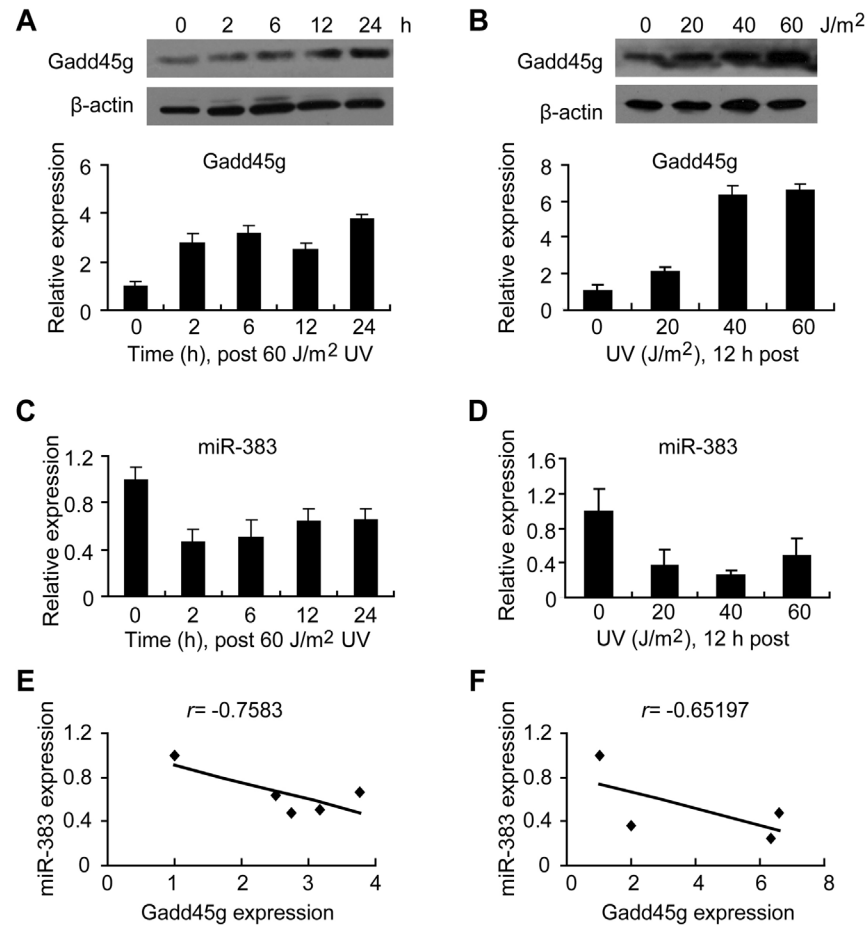 A
0 2 6 12 24 h
Gadd45g
β-actin
Gadd45g
Relative expression
6
4
2
0
0 2 6 12 24
Time (h), post 60 J/m2 UV
B
0 20 40 60 J/m2
Gadd45g
β-actin
Gadd45g
Relative expression
8
6
4
2
0
0 20 40 60
UV (J/m2), 12 h post
C
miR-383
Relative expression
1.2
0.8
0.4
0
0 2 6 12 24
Time (h), post 60 J/m2 UV
D
miR-383
Relative expression
1.6
1.2
0.8
0.4
0
0 20 40 60
UV (J/m2), 12 h post
E
r= -0.7583
miR-383 expression
1.2
0.8
0.4
0
0 1 2 3 4
Gadd45g expression
F
r= -0.65197
miR-383 expression
1.2
0.8
0.4
0
0 2 4 6 8
Gadd45g expression